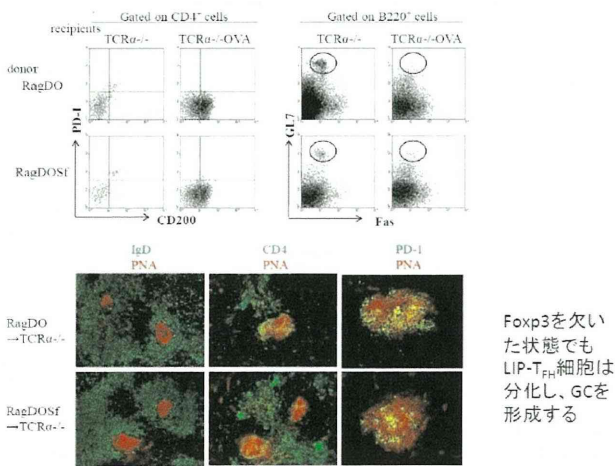 Gated on CD4⁺ cells
Gated on B220⁺ cells
recipients
TCRα-/-
TCRα-/-OVA
TCRα-/-
TCRα-/-OVA
donor
RagDO
RagDOSf
PD-1
CD200
GL7
Fas
IgD
PNA
CD4
PNA
PD-1
PNA
RagDO
→TCRα-/-
RagDOSf
→TCRα-/-
Foxp3を欠い
た状態でも
LIP-T_FH細胞は
分化し、GCを
形成する